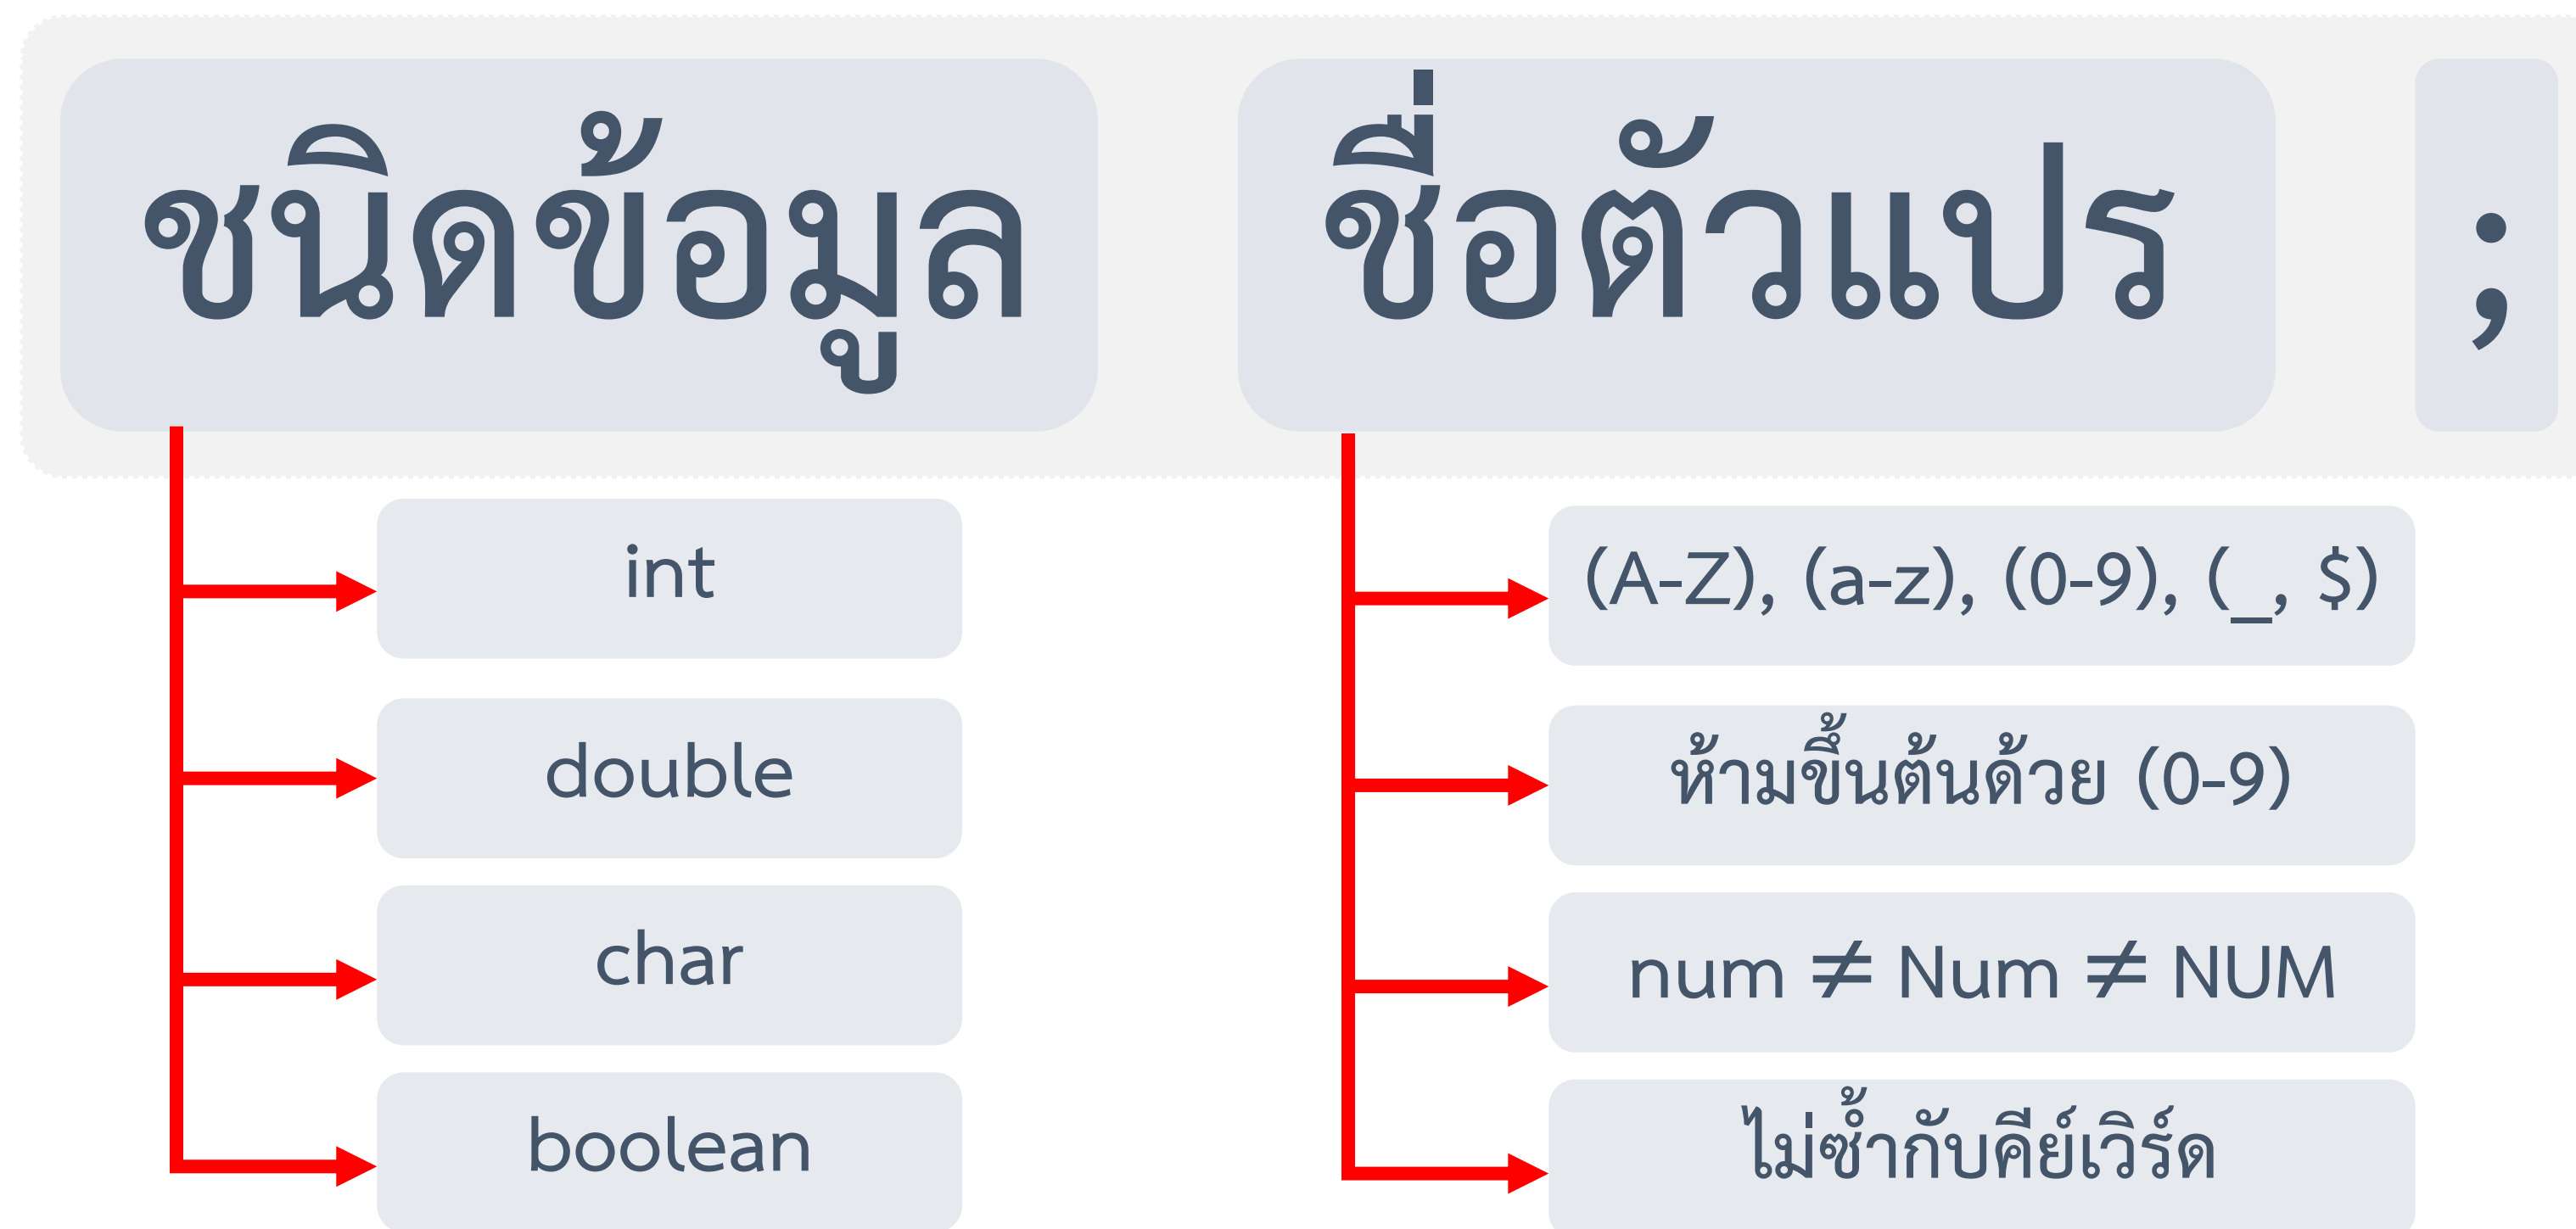 ชนิดข้อมูล ชื่อตัวแปร ;
int
double
char
boolean
(A-Z), (a-z), (0-9), (_, $)
ห้ามขึ้นต้นด้วย (0-9)
num ≠ Num ≠ NUM
ไม่ซ้ำกับคีย์เวิร์ด